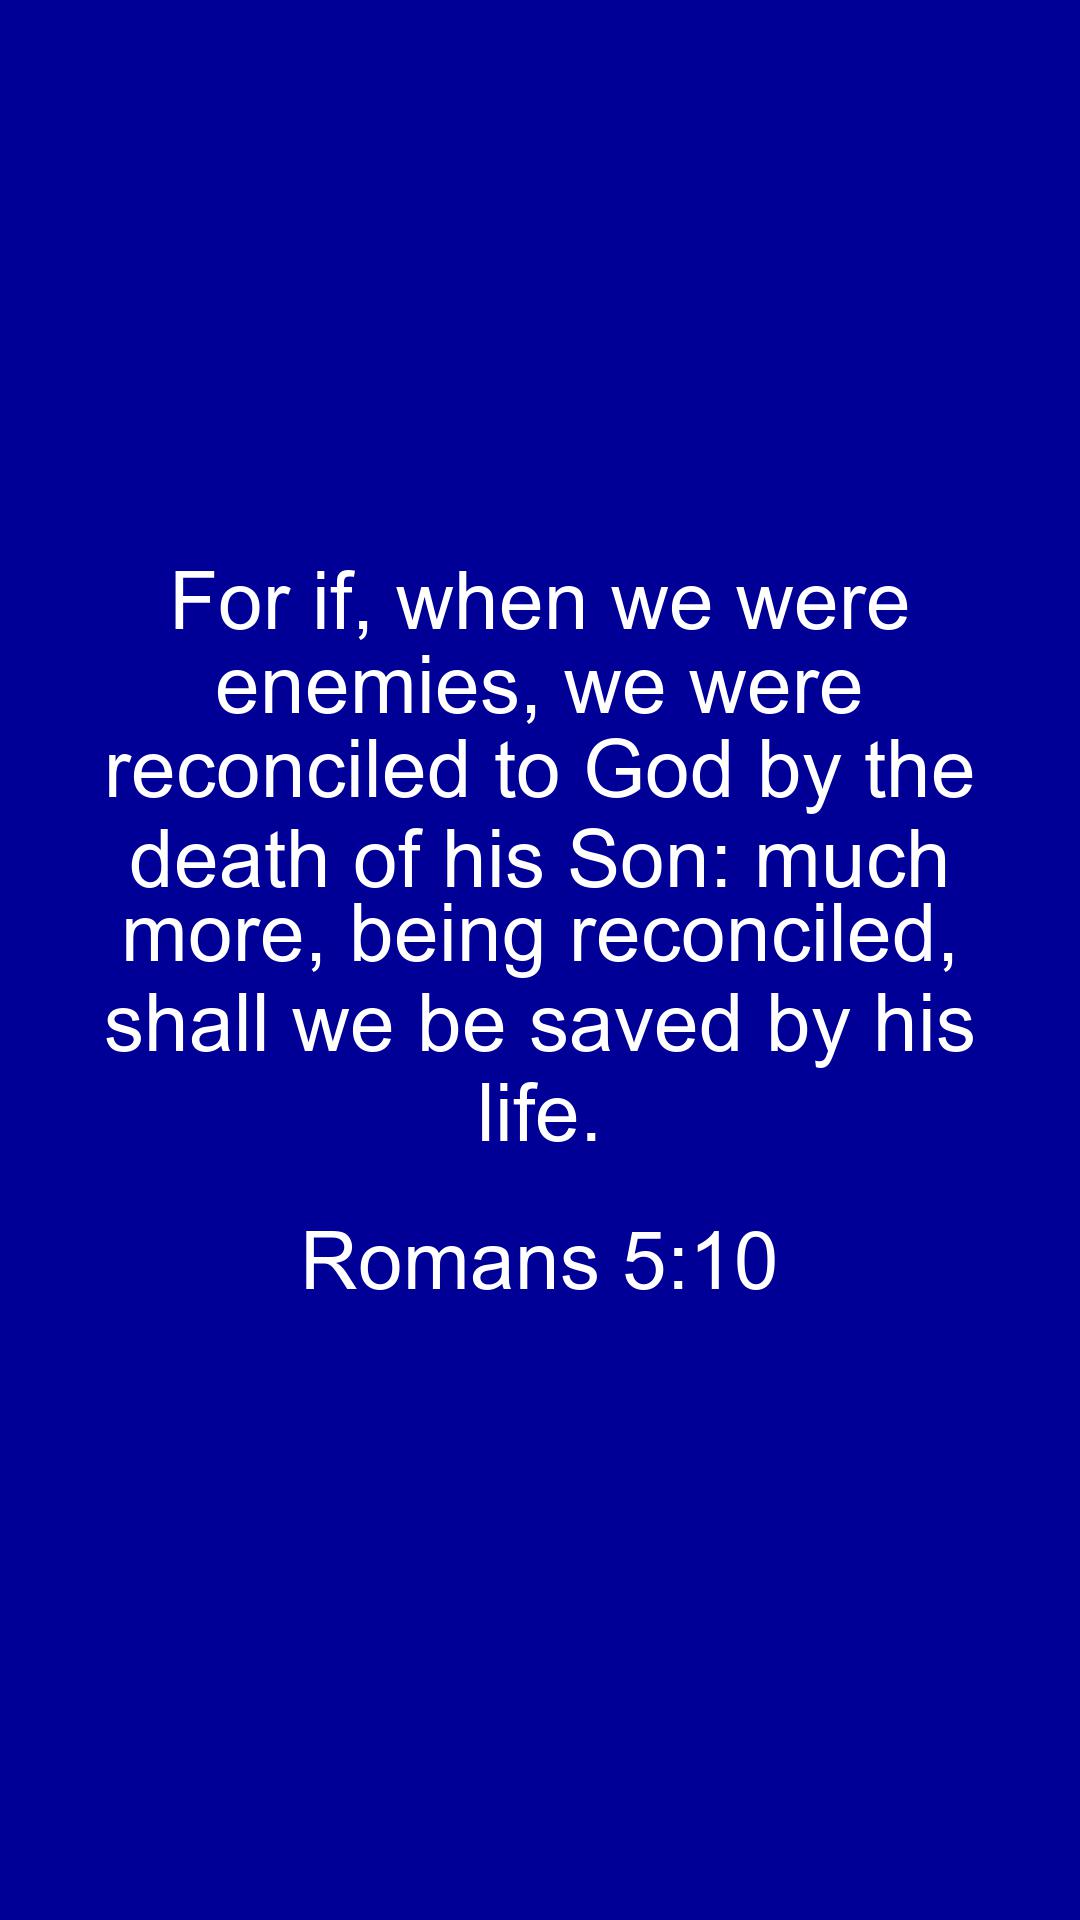 For if, when we were
enemies, we were
reconciled to God by the
death of his Son: much
more, being reconciled,
shall we be saved by his
life.
Romans 5:10